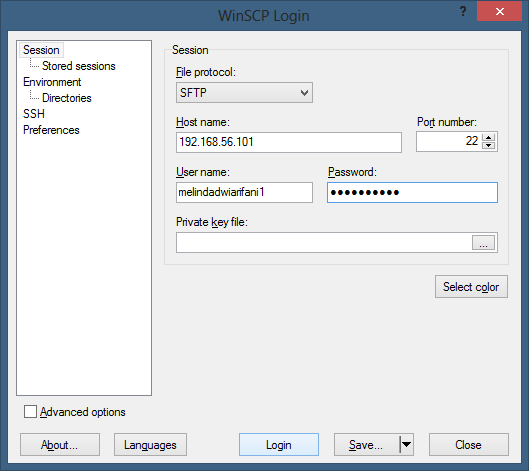 WinSCP Login
?
Session
Stored sessions
Environment
Directories
SSH
Preferences
Session
File protocol:
SFTP
Host name:
Port number:
192.168.56.101
22
User name:
Password:
melindadwiarifani1
●●●●●●●●●●
Private key file:
...
Select color
Advanced options
About...
Languages
Login
Save...
Close